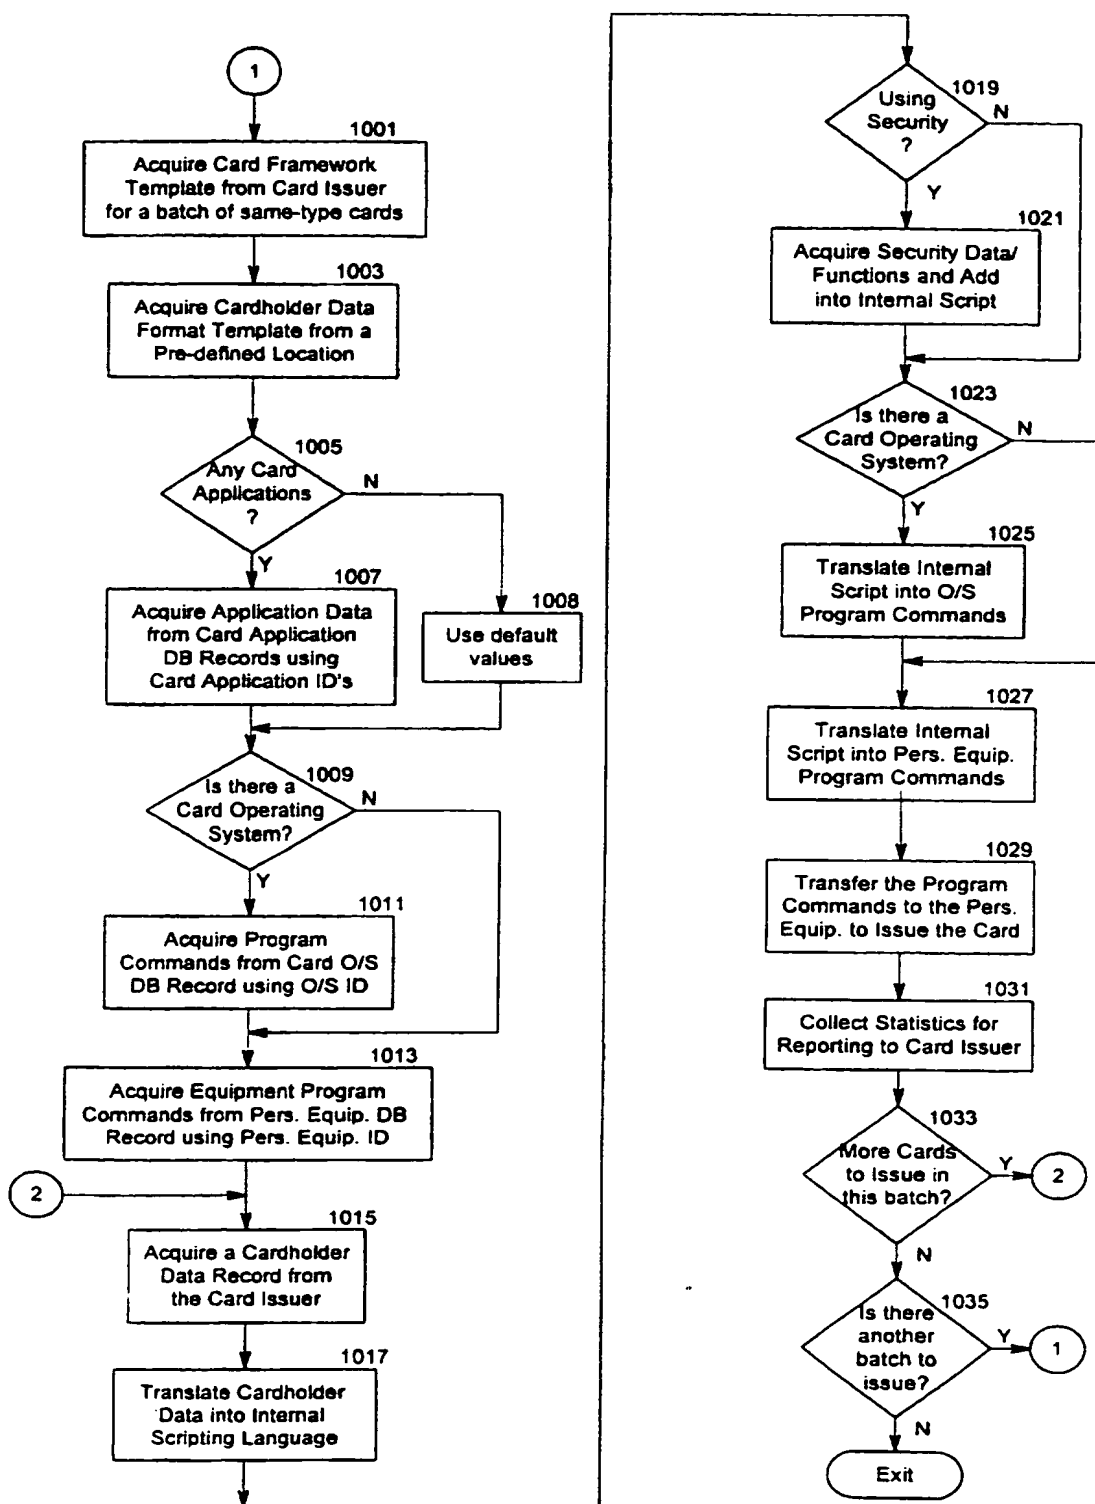 1
1001
Acquire Card Framework
Template from Card Issuer
for a batch of same-type cards
1003
Acquire Cardholder Data
Format Template from a
Pre-defined Location
1005
Any Card
Applications
?
N
Y
1007
Acquire Application Data
from Card Application
DB Records using
Card Application ID's
1008
Use default
values
1009
Is there a
Card Operating
System?
N
Y
1011
Acquire Program
Commands from Card O/S
DB Record using O/S ID
1013
Acquire Equipment Program
Commands from Pers. Equip. DB
Record using Pers. Equip. ID
2
1015
Acquire a Cardholder
Data Record from
the Card Issuer
1017
Translate Cardholder
Data into Internal
Scripting Language
1019
Using
Security
?
N
Y
1021
Acquire Security Data/
Functions and Add
into Internal Script
1023
Is there a
Card Operating
System?
N
Y
1025
Translate Internal
Script into O/S
Program Commands
1027
Translate Internal
Script into Pers. Equip.
Program Commands
1029
Transfer the Program
Commands to the Pers.
Equip. to Issue the Card
1031
Collect Statistics for
Reporting to Card Issuer
1033
More Cards
to Issue in
this batch?
Y
2
N
1035
Is there
another
batch to
issue?
Y
1
N
Exit